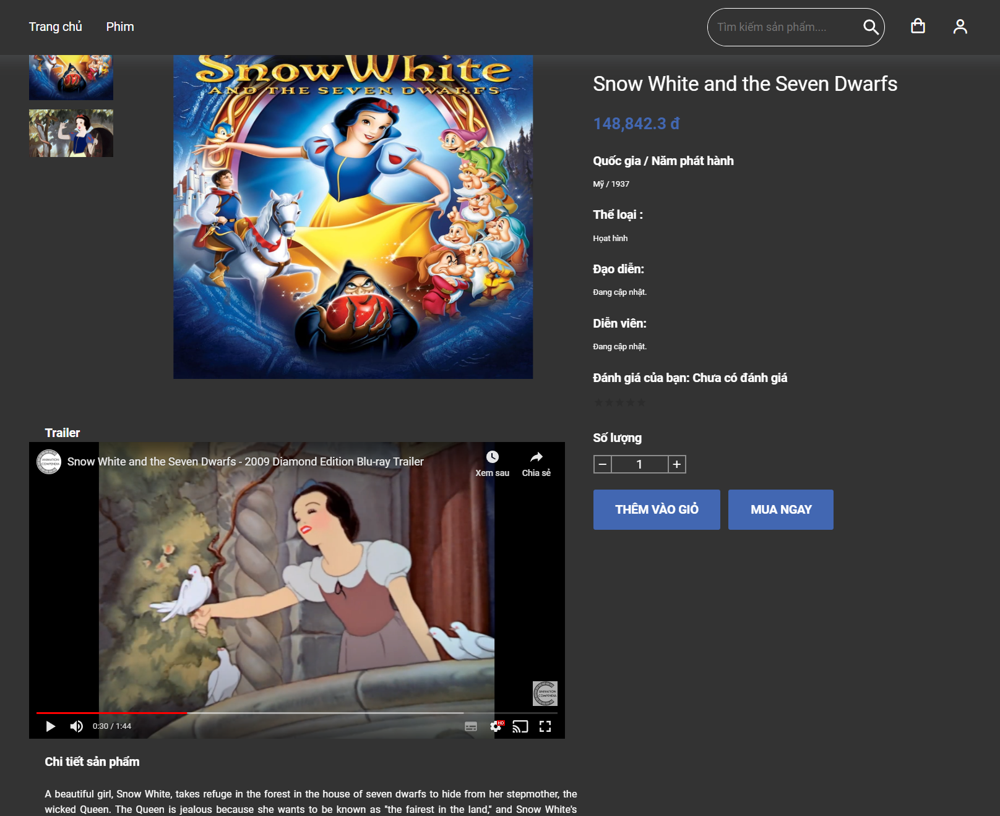 Trang chủ
Phim
Tìm kiếm sản phẩm....
Snow White
AND THE SEVEN DWARFS
Snow White and the Seven Dwarfs
148,842.3 đ
Quốc gia / Năm phát hành
Mỹ / 1937
Thể loại :
Họat hình
Đạo diễn:
Đang cập nhật.
Diễn viên:
Đang cập nhật.
Đánh giá của bạn: Chưa có đánh giá
★★★★★
Số lượng
− 1 +
THÊM VÀO GIỎ
MUA NGAY
Trailer
ANIMATION
COMPENDIA
Snow White and the Seven Dwarfs - 2009 Diamond Edition Blu-ray Trailer
Xem sau
Chia sẻ
ANIMATION
COMPENDIA
0:30 / 1:44
HD
Chi tiết sản phẩm
A beautiful girl, Snow White, takes refuge in the forest in the house of seven dwarfs to hide from her stepmother, the
wicked Queen. The Queen is jealous because she wants to be known as "the fairest in the land," and Snow White's